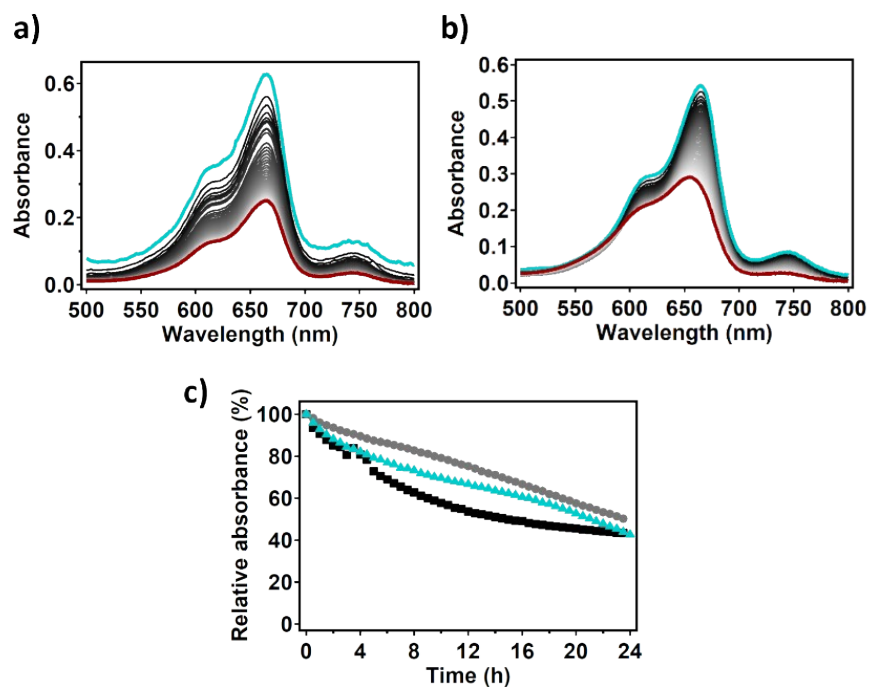 a)
0.6
0.4
0.2
0.0
Absorbance
500 550 600 650 700 750 800
Wavelength (nm)
b)
0.6
0.5
0.4
0.3
0.2
0.1
0.0
Absorbance
500 550 600 650 700 750 800
Wavelength (nm)
c)
100
80
60
40
20
0
Relative absorbance (%)
0 4 8 12 16 20 24
Time (h)